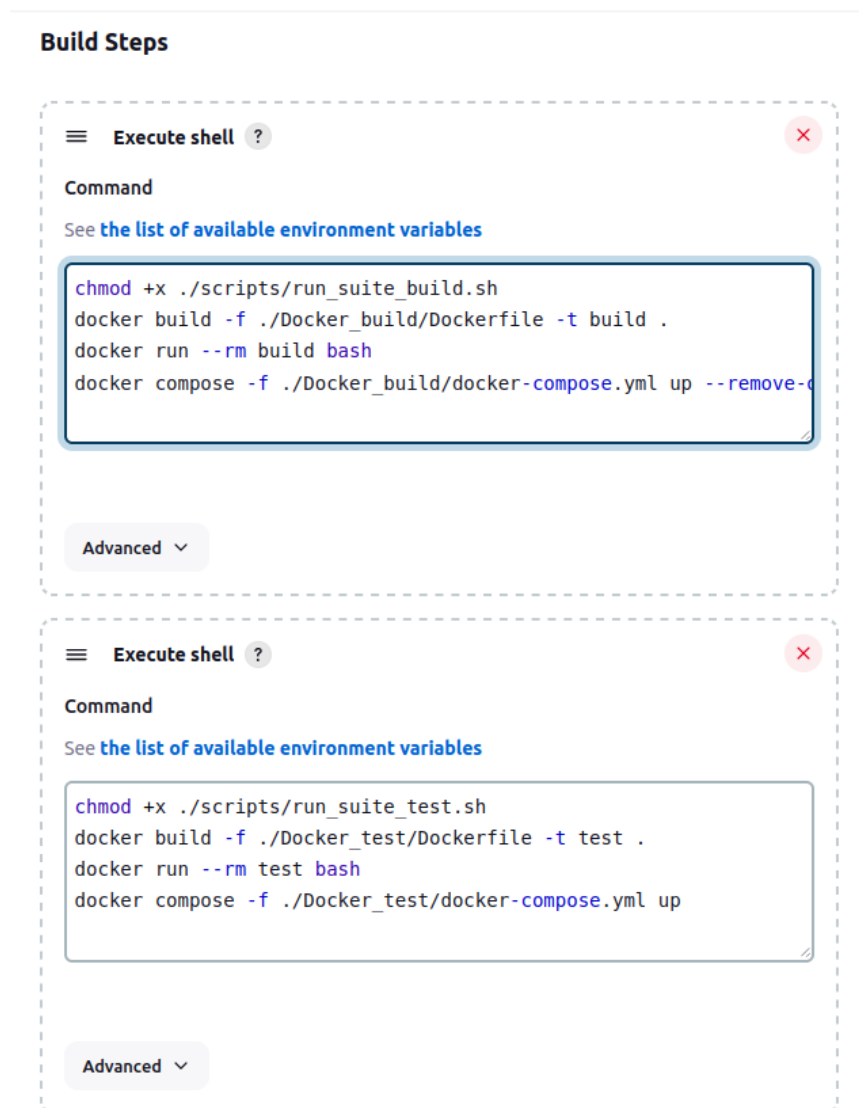 Build Steps
Execute shell ?
Command
See the list of available environment variables
chmod +x ./scripts/run_suite_build.sh
docker build -f ./Docker_build/Dockerfile -t build .
docker run --rm build bash
docker compose -f ./Docker_build/docker-compose.yml up
Advanced
Execute shell ?
Command
See the list of available environment variables
chmod +x ./scripts/run_suite_test.sh
docker build -f ./Docker_test/Dockerfile -t test .
docker run --rm test bash
docker compose -f ./Docker_test/docker-compose.yml up
Advanced